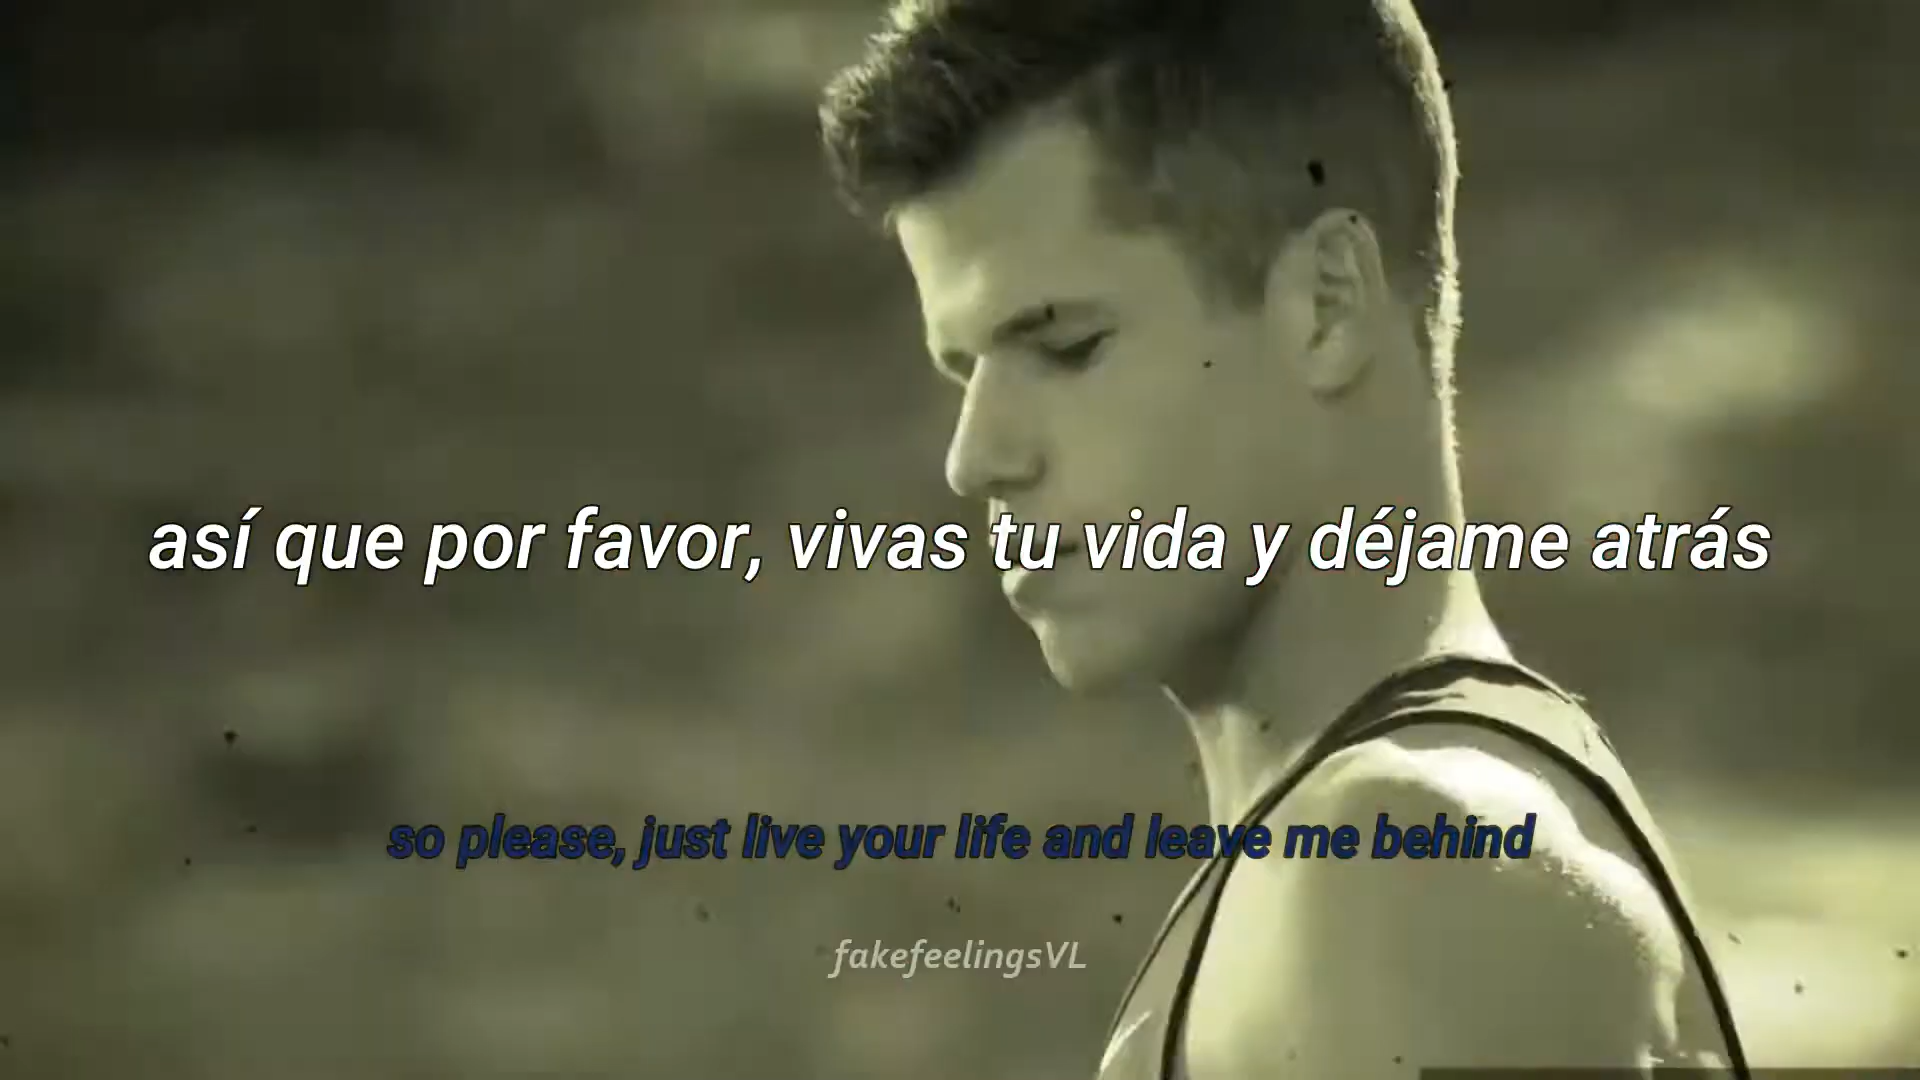 así que por favor, vivas tu vida y déjame atrás
so please, just live your life and leave me behind
fakefeelingsVL